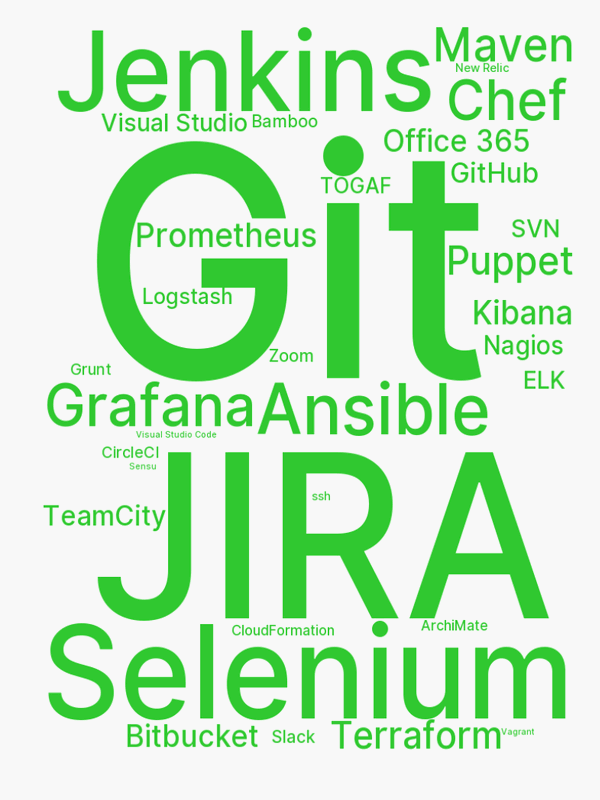 Jenkins
Maven
New Relic
Chef
Visual Studio
Bamboo
Office 365
Git
TOGAF
GitHub
Prometheus
SVN
Puppet
Logstash
Kibana
Nagios
Zoom
Grunt
ELK
Grafana
Ansible
Visual Studio Code
CircleCI
Sensu
JIRA
ssh
TeamCity
CloudFormation
ArchiMate
Selenium
Bitbucket
Slack
Terraform
Vagrant